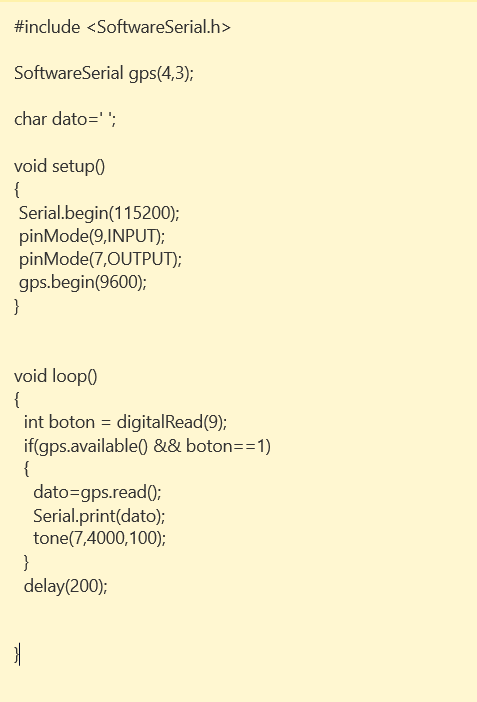 #include <SoftwareSerial.h>
SoftwareSerial gps(4,3);
char dato=' ';
void setup()
{
Serial.begin(115200);
pinMode(9,INPUT);
pinMode(7,OUTPUT);
gps.begin(9600);
}
void loop()
{
int boton = digitalRead(9);
if(gps.available() && boton==1)
{
dato=gps.read();
Serial.print(dato);
tone(7,4000,100);
}
delay(200);
}